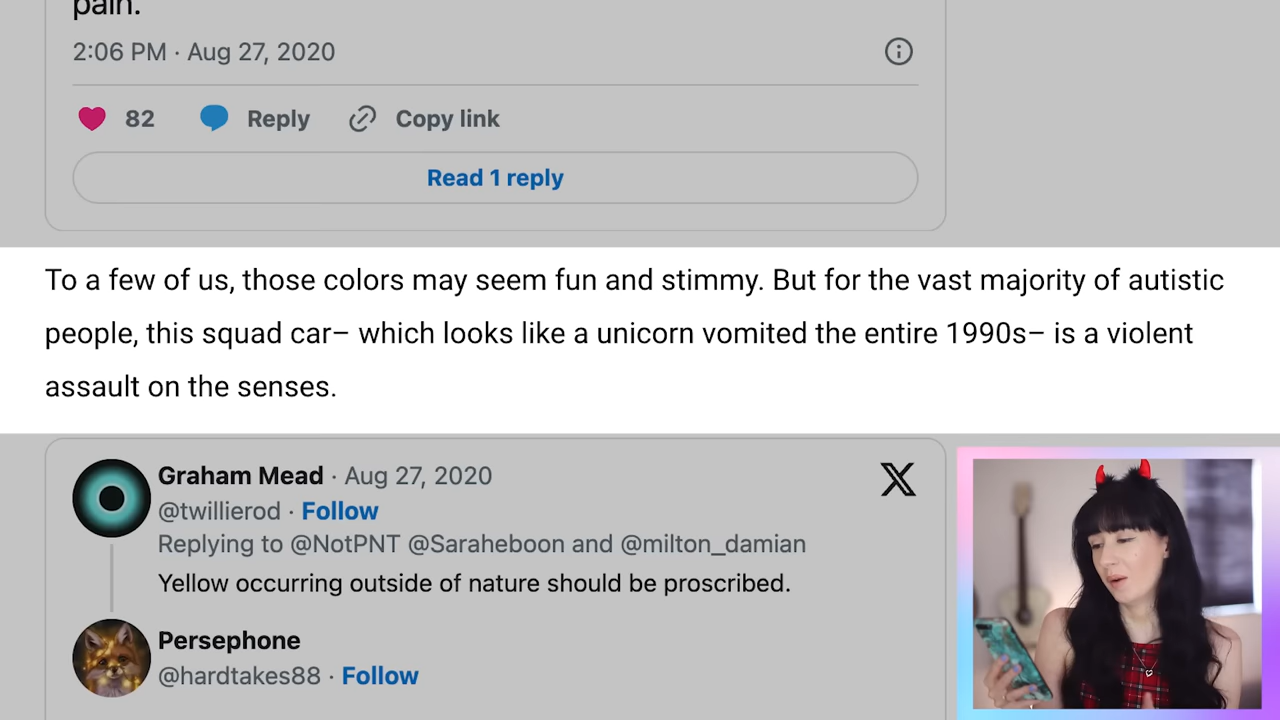 pain.
2:06 PM · Aug 27, 2020
82 Reply Copy link
Read 1 reply
To a few of us, those colors may seem fun and stimmy. But for the vast majority of autistic
people, this squad car– which looks like a unicorn vomited the entire 1990s– is a violent
assault on the senses.
Graham Mead · Aug 27, 2020
@twillierod · Follow
Replying to @NotPNT @Saraheboon and @milton_damian
Yellow occurring outside of nature should be proscribed.
Persephone
@hardtakes88 · Follow